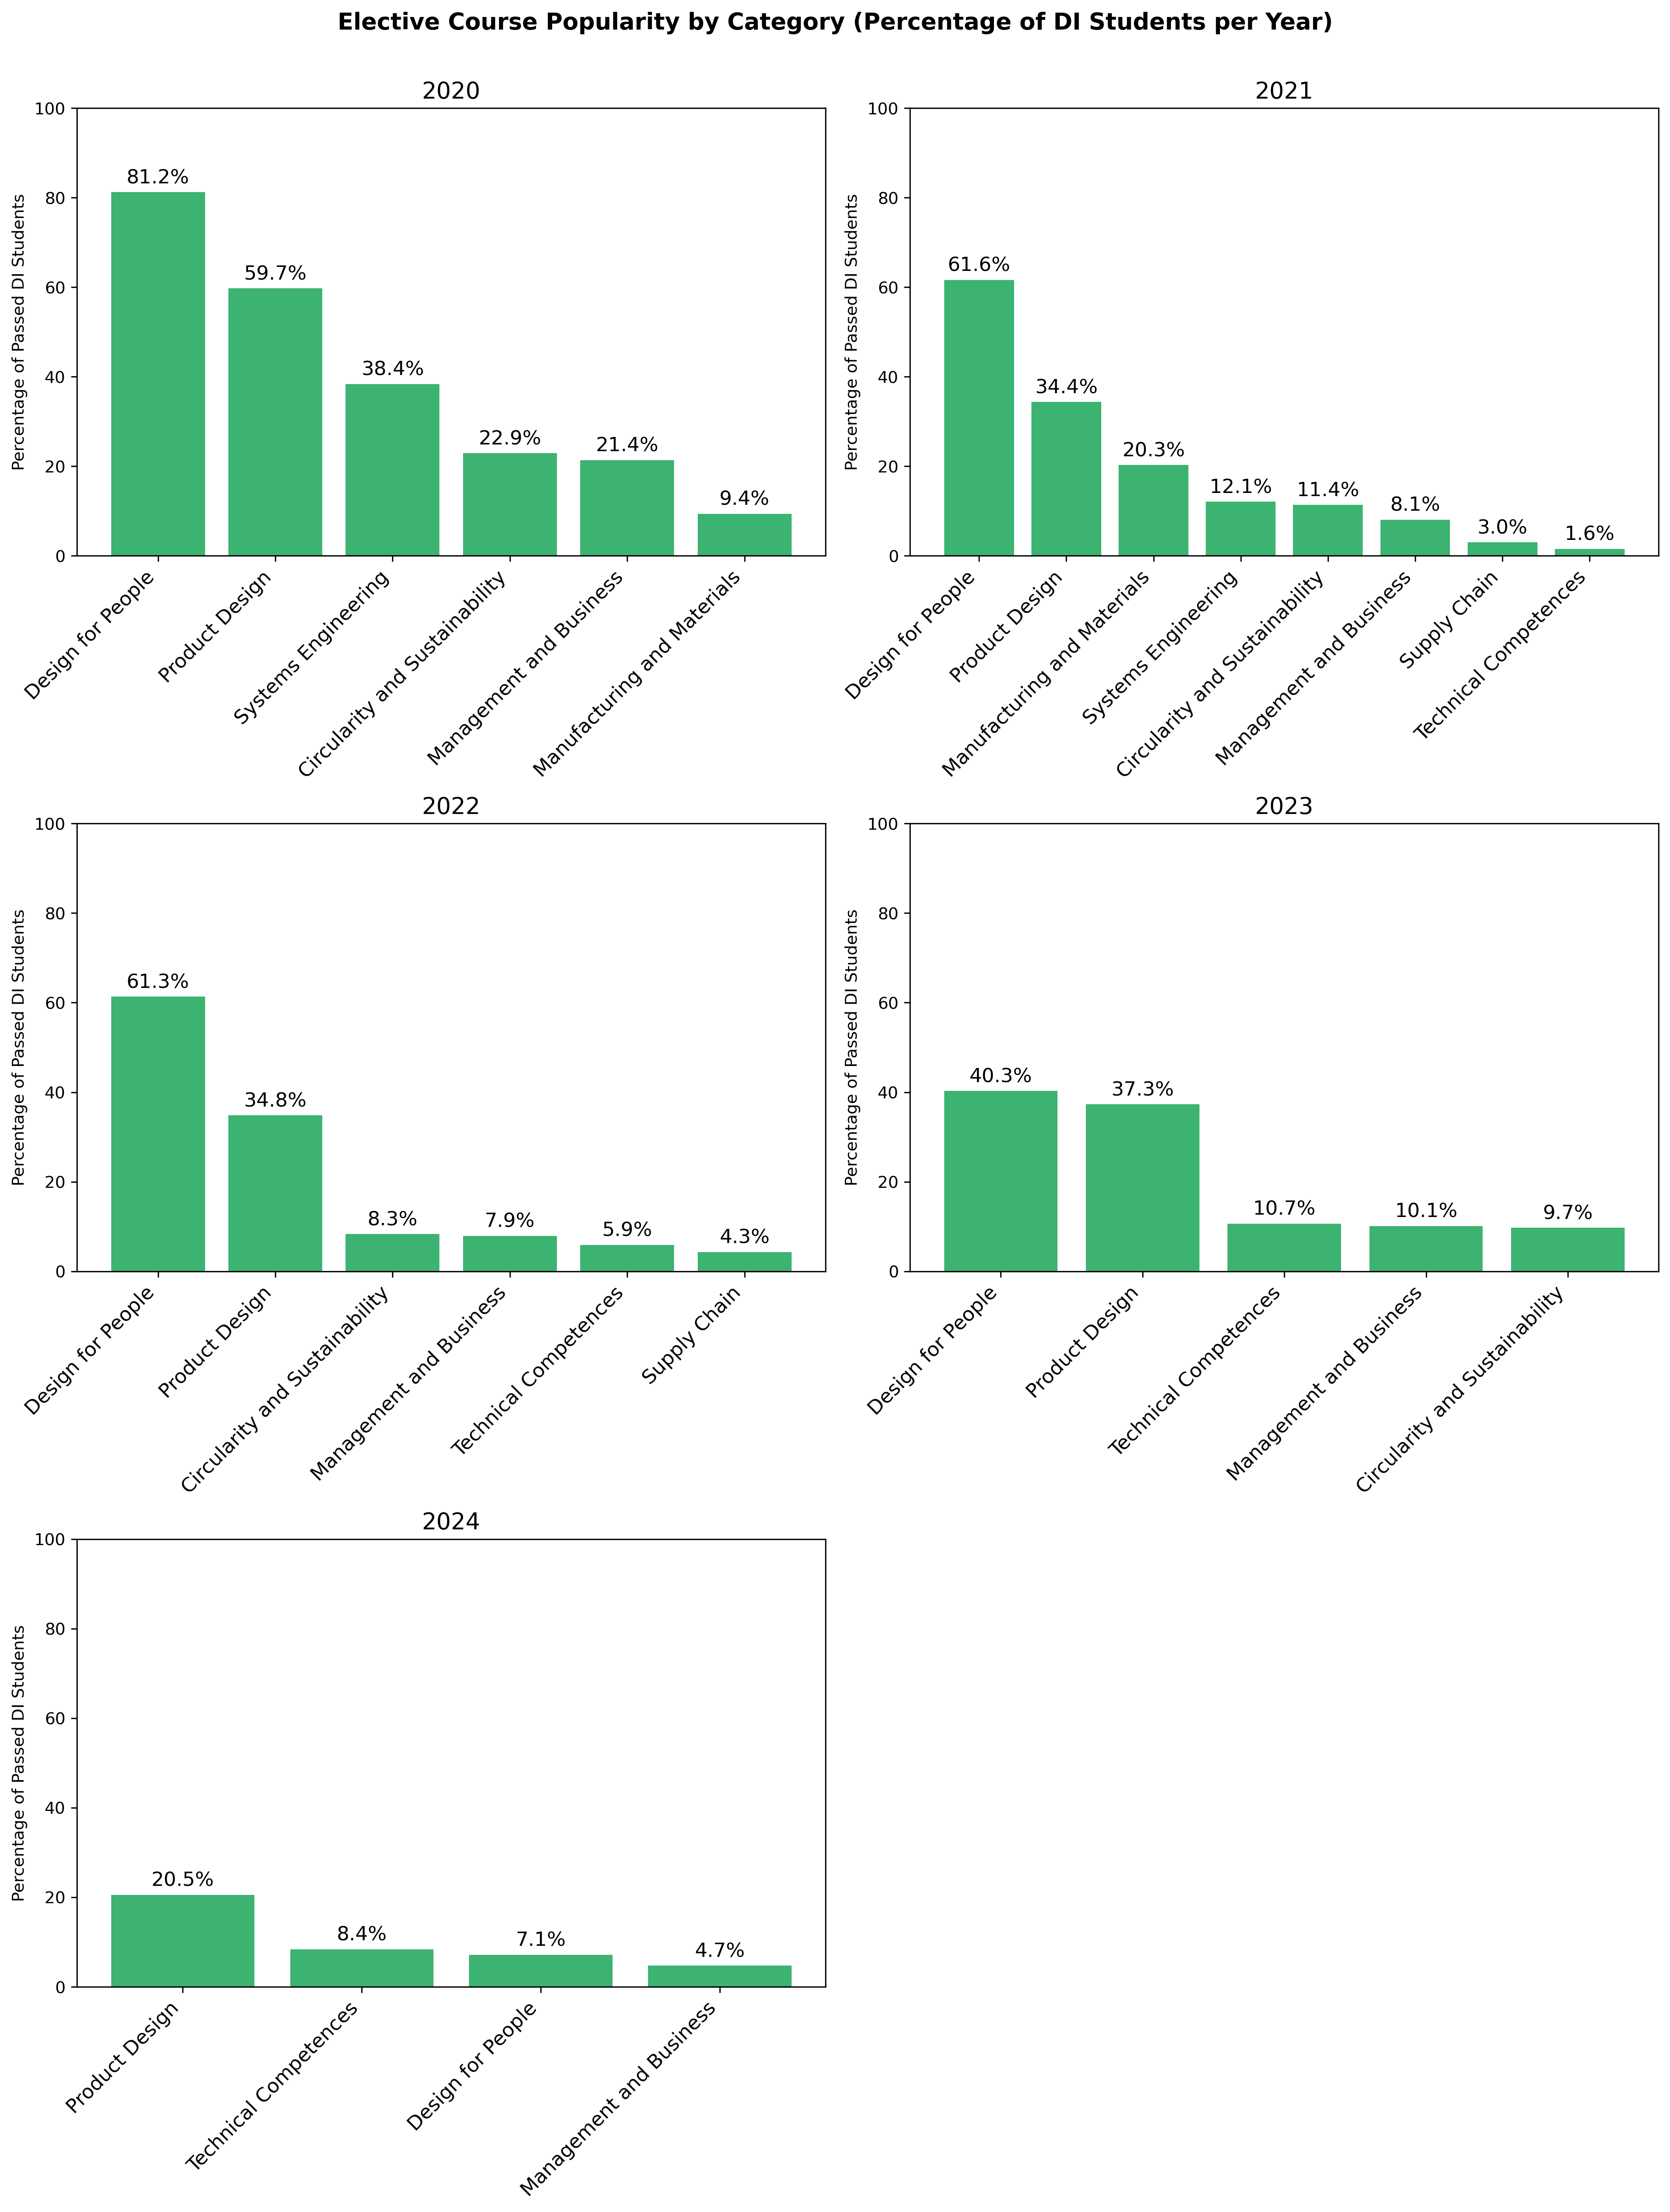 Elective Course Popularity by Category (Percentage of DI Students per Year)
2020
Percentage of Passed DI Students
100
80
60
40
20
0
81.2%
59.7%
38.4%
22.9%
21.4%
9.4%
Design for People
Product Design
Systems Engineering
Circularity and Sustainability
Management and Business
Manufacturing and Materials
2021
Percentage of Passed DI Students
100
80
60
40
20
0
61.6%
34.4%
20.3%
12.1%
11.4%
8.1%
3.0%
1.6%
Design for People
Product Design
Manufacturing and Materials
Systems Engineering
Circularity and Sustainability
Management and Business
Supply Chain
Technical Competences
2022
Percentage of Passed DI Students
100
80
60
40
20
0
61.3%
34.8%
8.3%
7.9%
5.9%
4.3%
Design for People
Product Design
Circularity and Sustainability
Management and Business
Technical Competences
Supply Chain
2023
Percentage of Passed DI Students
100
80
60
40
20
0
40.3%
37.3%
10.7%
10.1%
9.7%
Design for People
Product Design
Technical Competences
Management and Business
Circularity and Sustainability
2024
Percentage of Passed DI Students
100
80
60
40
20
0
20.5%
8.4%
7.1%
4.7%
Product Design
Technical Competences
Design for People
Management and Business